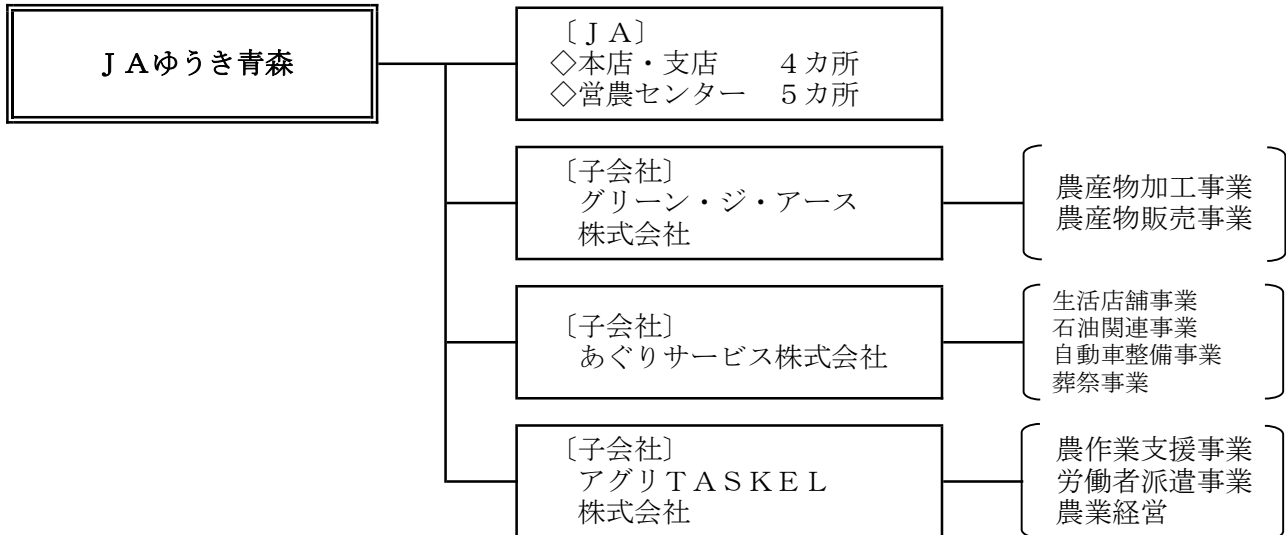 ＪＡゆうき青森
〔ＪＡ〕
◇本店・支店　　４カ所
◇営農センター　５カ所
〔子会社〕
グリーン・ジ・アース
株式会社
農産物加工事業
農産物販売事業
〔子会社〕
あぐりサービス株式会社
生活店舗事業
石油関連事業
自動車整備事業
葬祭事業
〔子会社〕
アグリＴＡＳＫＥＬ
株式会社
農作業支援事業
労働者派遣事業
農業経営